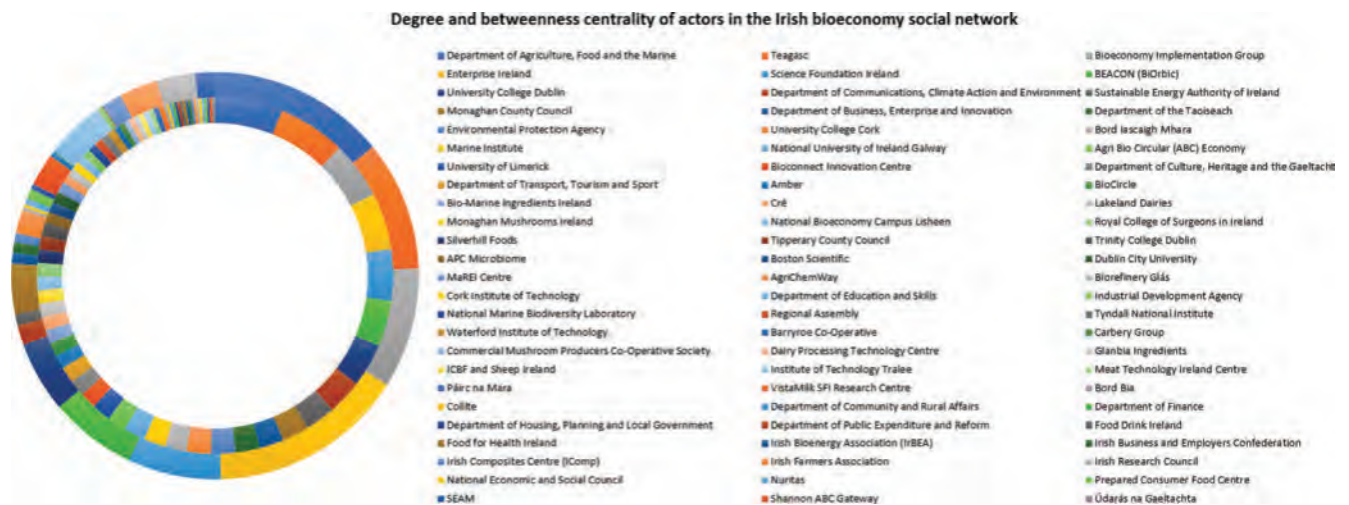 Degree and betweenness centrality of actors in the Irish bioeconomy social network
Department of Agriculture, Food and the Marine
Teagasc
Bioeconomy Implementation Group
Enterprise Ireland
Science Foundation Ireland
BEACON (BiOrbic)
University College Dublin
Department of Communications, Climate Action and Environment
Sustainable Energy Authority of Ireland
Monaghan County Council
Department of Business, Enterprise and Innovation
Department of the Taoiseach
Environmental Protection Agency
University College Cork
Bord Iascaigh Mhara
Marine Institute
National University of Ireland Galway
Agri Bio Circular (ABC) Economy
University of Limerick
Bioconnect Innovation Centre
Department of Culture, Heritage and the Gaeltacht
Department of Transport, Tourism and Sport
Amber
BioCircle
Bio-Marine Ingredients Ireland
Cré
Lakeland Dairies
Monaghan Mushrooms Ireland
National Bioeconomy Campus Lisheen
Royal College of Surgeons in Ireland
Silverhill Foods
Tipperary County Council
Trinity College Dublin
APC Microbiome
Boston Scientific
Dublin City University
MaREI Centre
AgriChemWay
Biorefinery Glás
Cork Institute of Technology
Department of Education and Skills
Industrial Development Agency
National Marine Biodiversity Laboratory
Regional Assembly
Tyndall National Institute
Waterford Institute of Technology
Barryroe Co-Operative
Carbery Group
Commercial Mushroom Producers Co-Operative Society
Dairy Processing Technology Centre
Glanbia Ingredients
ICBF and Sheep Ireland
Institute of Technology Tralee
Meat Technology Ireland Centre
Páirc na Mara
VistaMilk SFI Research Centre
Bord Bia
Coillte
Department of Community and Rural Affairs
Department of Finance
Department of Housing, Planning and Local Government
Department of Public Expenditure and Reform
Food Drink Ireland
Food for Health Ireland
Irish Bioenergy Association (IrBEA)
Irish Business and Employers Confederation
Irish Composites Centre (IComp)
Irish Farmers Association
Irish Research Council
National Economic and Social Council
Nuritas
Prepared Consumer Food Centre
SEAM
Shannon ABC Gateway
Údarás na Gaeltachta